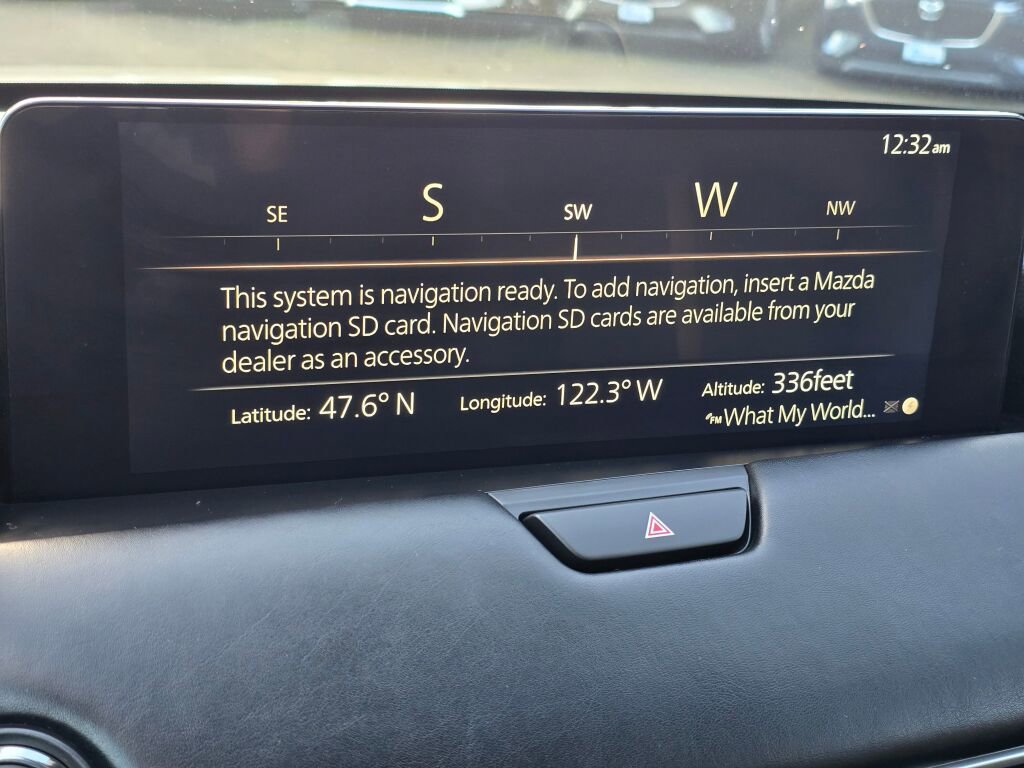 12:32am
SE S SW W NW
This system is navigation ready. To add navigation, insert a Mazda
navigation SD card. Navigation SD cards are available from your
dealer as an accessory.
Latitude: 47.6° N Longitude: 122.3° W Altitude: 336feet
FM What My World...